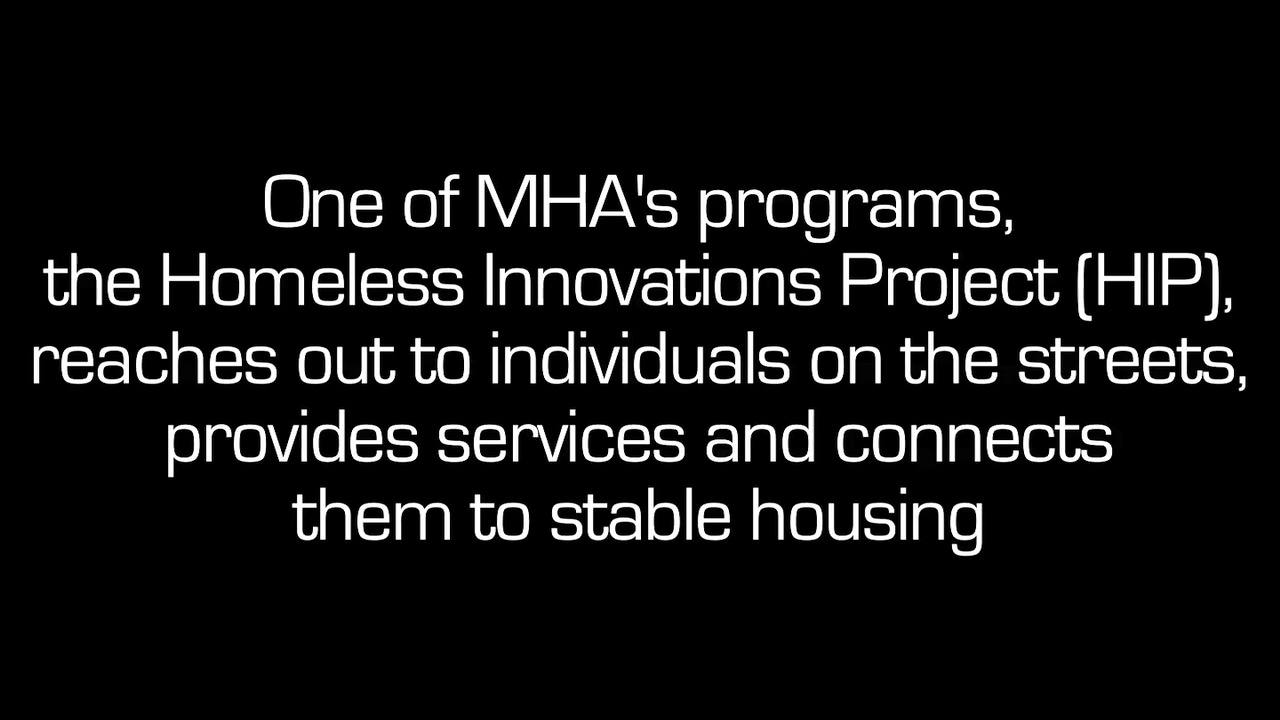 One of MHA's programs,
the Homeless Innovations Project (HIP),
reaches out to individuals on the streets,
provides services and connects
them to stable housing